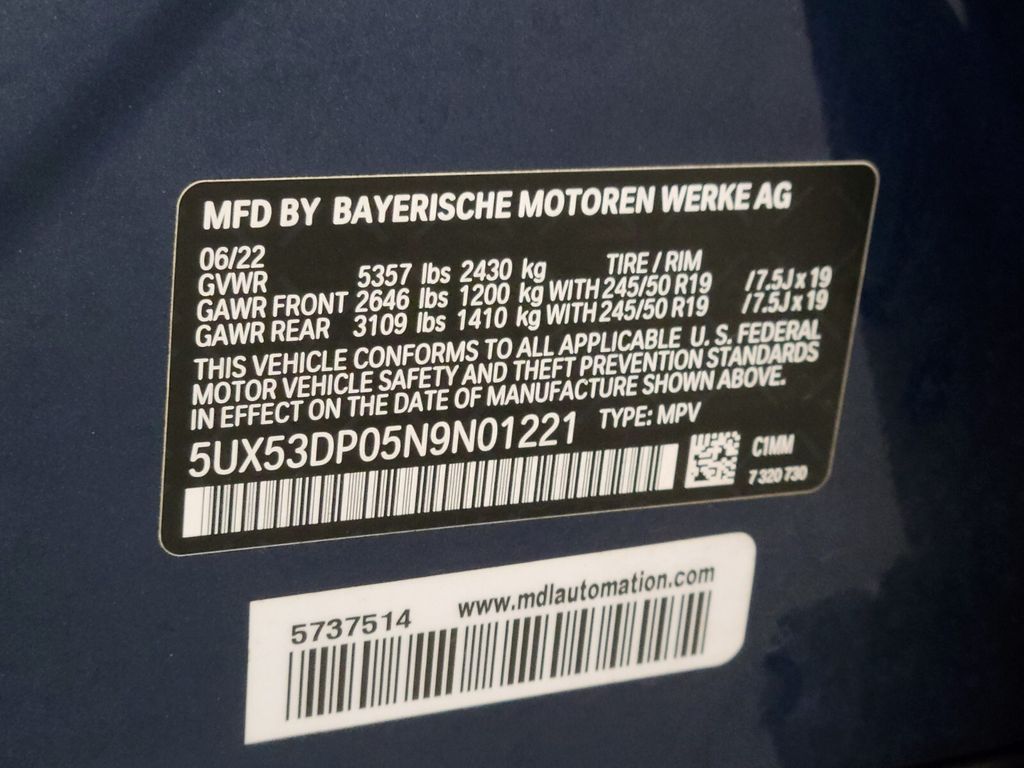 MFD BY BAYERISCHE MOTOREN WERKE AG
06/22 TIRE / RIM
GVWR 5357 lbs 2430 kg
GAWR FRONT 2646 lbs 1200 kg WITH 245/50 R19 /7.5J x 19
GAWR REAR 3109 lbs 1410 kg WITH 245/50 R19 /7.5J x 19
THIS VEHICLE CONFORMS TO ALL APPLICABLE U. S. FEDERAL
MOTOR VEHICLE SAFETY AND THEFT PREVENTION STANDARDS
IN EFFECT ON THE DATE OF MANUFACTURE SHOWN ABOVE.
5UX53DP05N9N01221 TYPE: MPV
C1MM
7 320 730
5737514 www.mdlautomation.com